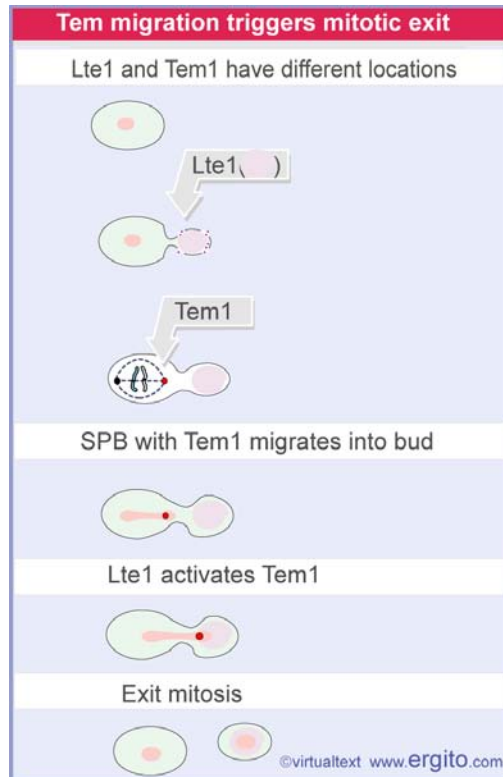 Tem migration triggers mitotic exit
Lte1 and Tem1 have different locations
Lte1( )
Tem1
SPB with Tem1 migrates into bud
Lte1 activates Tem1
Exit mitosis
©virtualtext www.ergito.com